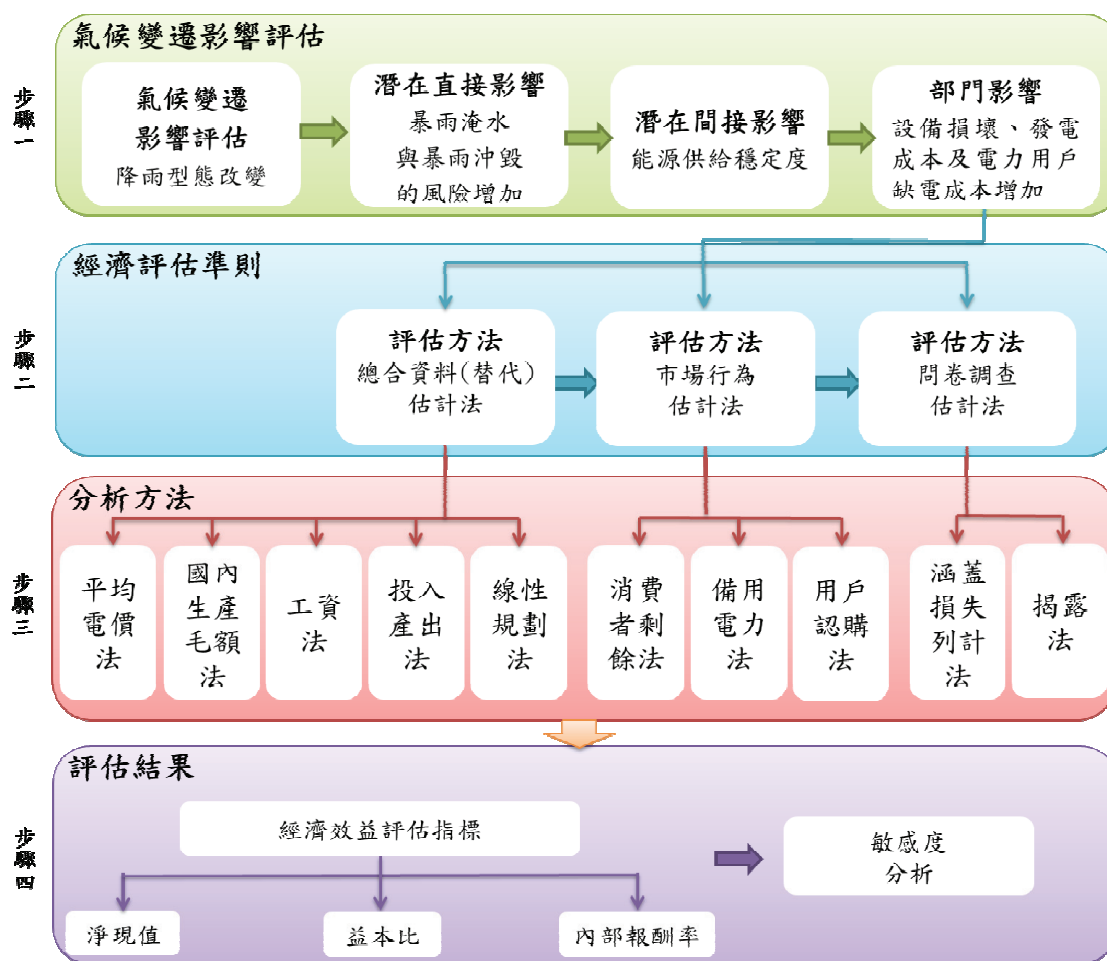 氣候變遷影響評估
步驟一
氣候變遷
影響評估
降雨型態改變
潛在直接影響
暴雨淹水
與暴雨沖毀
的風險增加
潛在間接影響
能源供給穩定度
部門影響
設備損壞、發電
成本及電力用戶
缺電成本增加
經濟評估準則
步驟二
評估方法
總合資料(替代)
估計法
評估方法
市場行為
估計法
評估方法
問卷調查
估計法
分析方法
步驟三
平均
電價
法
國內
生產
毛額
法
工資
法
投入
產出
法
線性
規劃
法
消費
者剩
餘法
備用
電力
法
用戶
認購
法
涵蓋
損失
列計
法
揭露
法
評估結果
步驟四
經濟效益評估指標
敏感度
分析
淨現值
益本比
內部報酬率